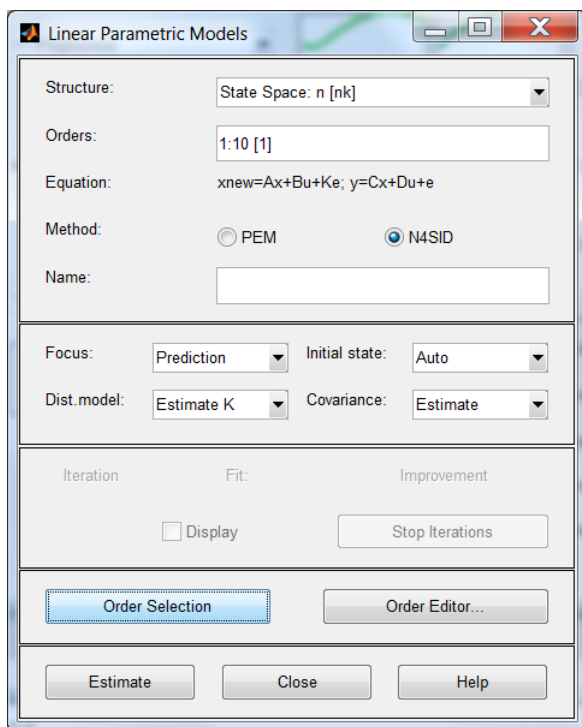 Linear Parametric Models
Structure: State Space: n [nk]
Orders: 1:10 [1]
Equation: xnew=Ax+Bu+Ke; y=Cx+Du+e
Method: PEM N4SID
Name:
Focus: Prediction Initial state: Auto
Dist.model: Estimate K Covariance: Estimate
Iteration Fit: Improvement
Display Stop Iterations
Order Selection Order Editor...
Estimate Close Help